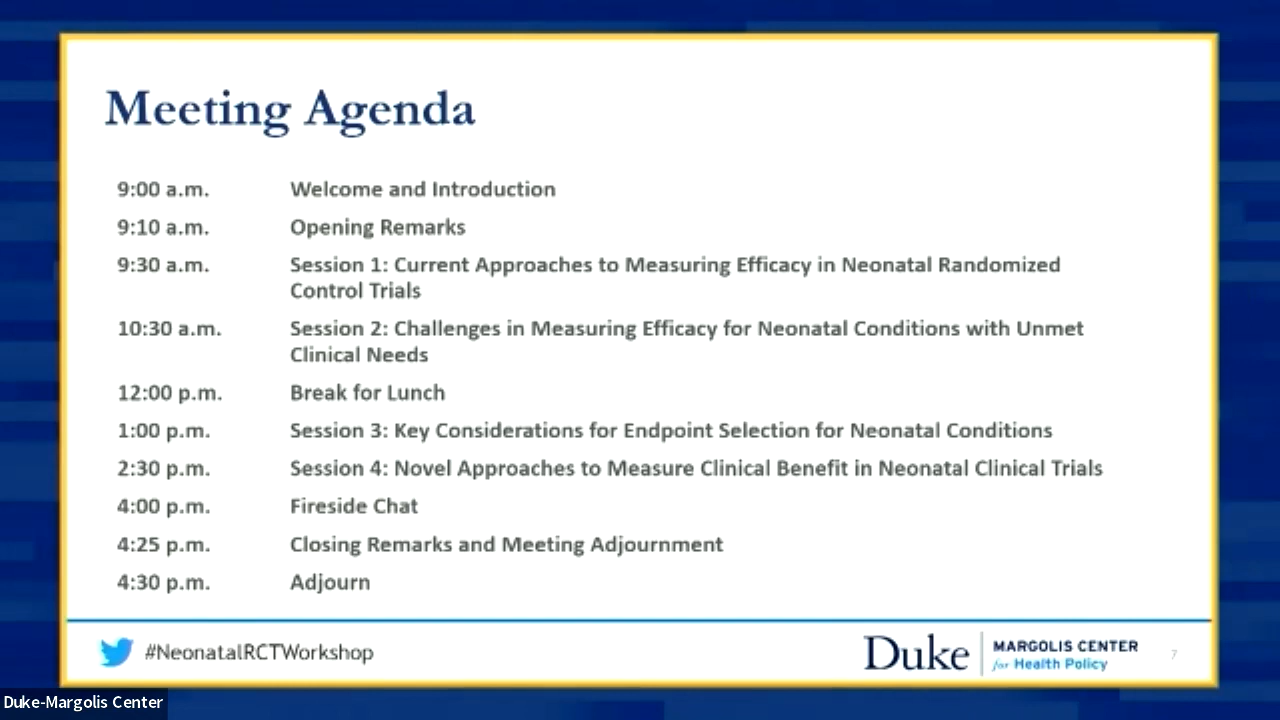 Meeting Agenda
9:00 a.m. Welcome and Introduction
9:10 a.m. Opening Remarks
9:30 a.m. Session 1: Current Approaches to Measuring Efficacy in Neonatal Randomized
Control Trials
10:30 a.m. Session 2: Challenges in Measuring Efficacy for Neonatal Conditions with Unmet
Clinical Needs
12:00 p.m. Break for Lunch
1:00 p.m. Session 3: Key Considerations for Endpoint Selection for Neonatal Conditions
2:30 p.m. Session 4: Novel Approaches to Measure Clinical Benefit in Neonatal Clinical Trials
4:00 p.m. Fireside Chat
4:25 p.m. Closing Remarks and Meeting Adjournment
4:30 p.m. Adjourn
#NeonatalRCTWorkshop
Duke
MARGOLIS CENTER
for Health Policy
7
Duke-Margolis Center